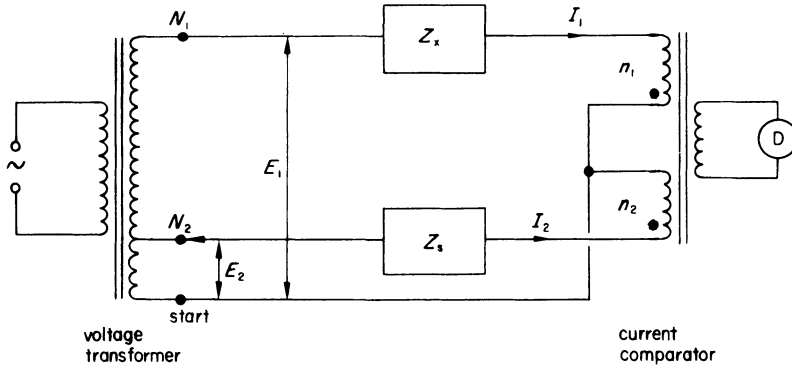 N₁
Zₓ
I₁
n₁
E₁
D
~
N₂
Zₛ
I₂
n₂
E₂
start
voltage
transformer
current
comparator